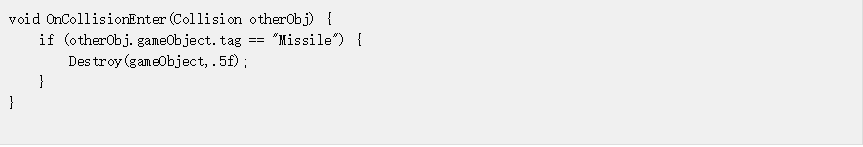 void OnCollisionEnter(Collision otherObj) {
    if (otherObj.gameObject.tag == "Missile") {
        Destroy(gameObject,.5f);
    }
}